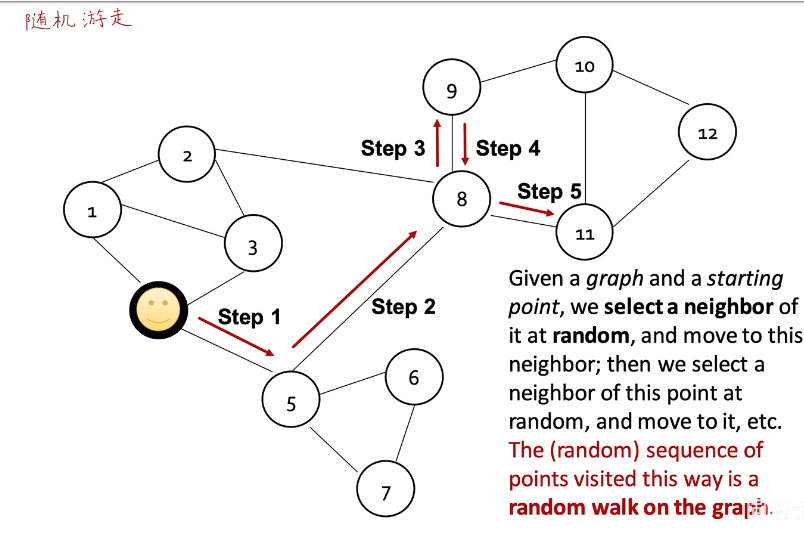 随机游走
9
10
12
2
Step 3
Step 4
8
Step 5
1
3
11
Step 1
Step 2
5
6
7
Given a graph and a starting
point, we select a neighbor of
it at random, and move to this
neighbor; then we select a
neighbor of this point at
random, and move to it, etc.
The (random) sequence of
points visited this way is a
random walk on the graph.